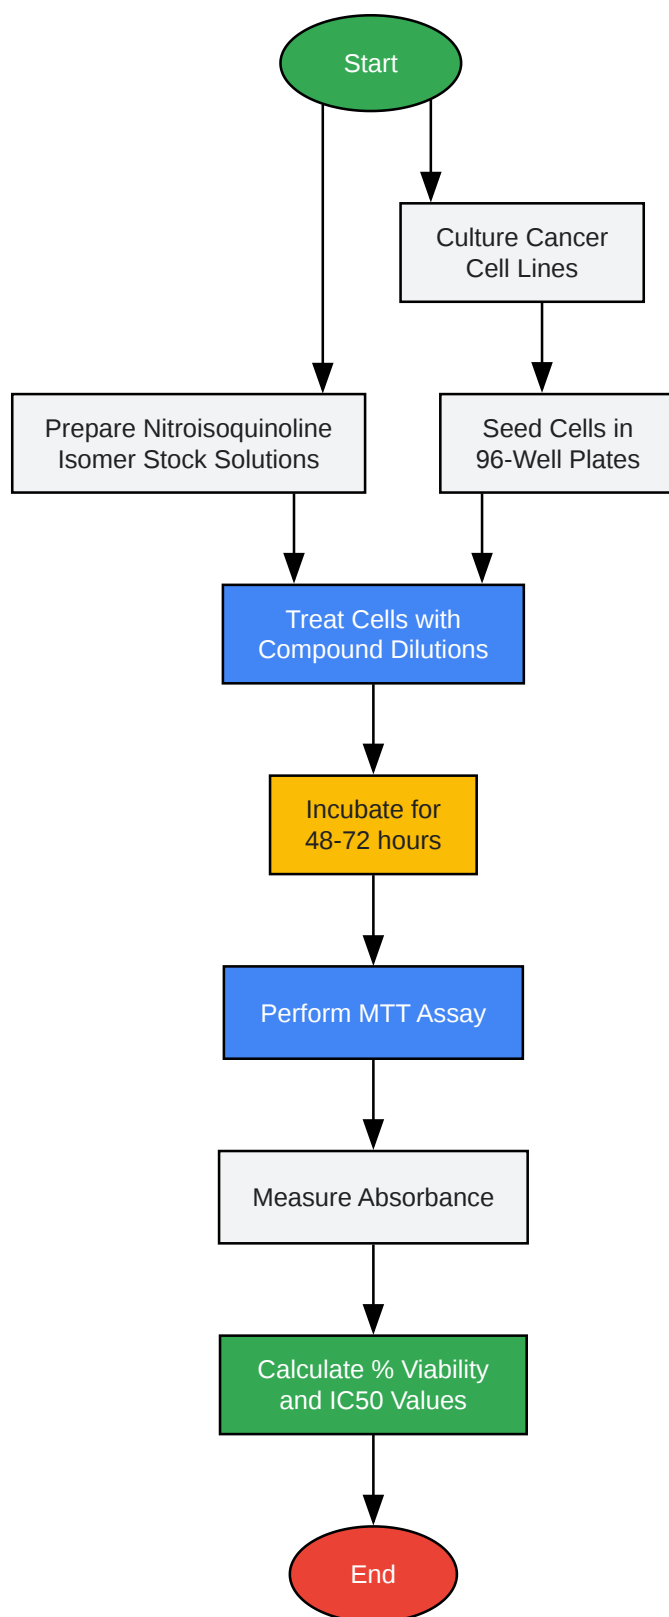 Start
Culture Cancer
Cell Lines
Prepare Nitroisoquinoline
Isomer Stock Solutions
Seed Cells in
96-Well Plates
Treat Cells with
Compound Dilutions
Incubate for
48-72 hours
Perform MTT Assay
Measure Absorbance
Calculate % Viability
and IC50 Values
End